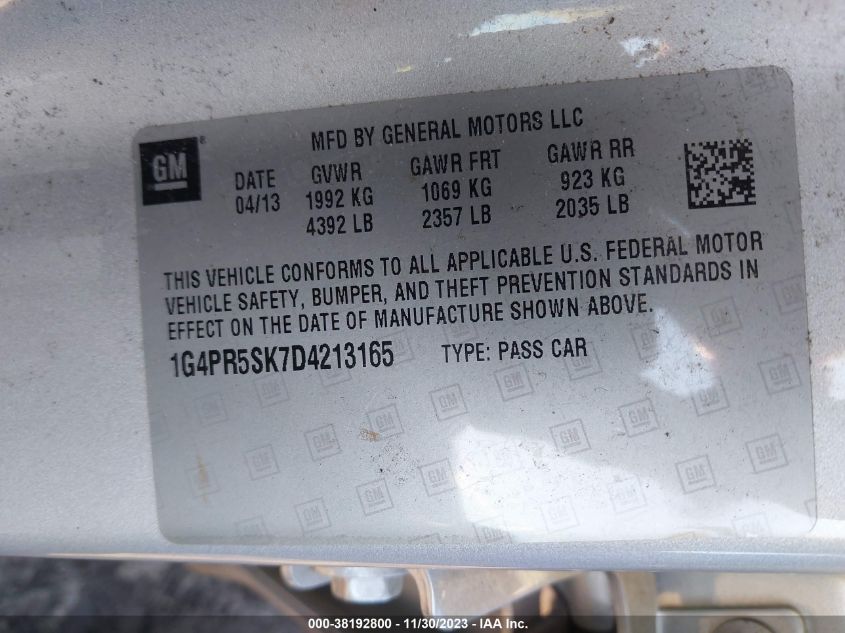 MFD BY GENERAL MOTORS LLC
GM
DATE GVWR GAWR FRT GAWR RR
04/13 1992 KG 1069 KG 923 KG
4392 LB 2357 LB 2035 LB
THIS VEHICLE CONFORMS TO ALL APPLICABLE U.S. FEDERAL MOTOR
VEHICLE SAFETY, BUMPER, AND THEFT PREVENTION STANDARDS IN
EFFECT ON THE DATE OF MANUFACTURE SHOWN ABOVE.
1G4PR5SK7D4213165 TYPE: PASS CAR
000-38192800 - 11/30/2023 - IAA Inc.